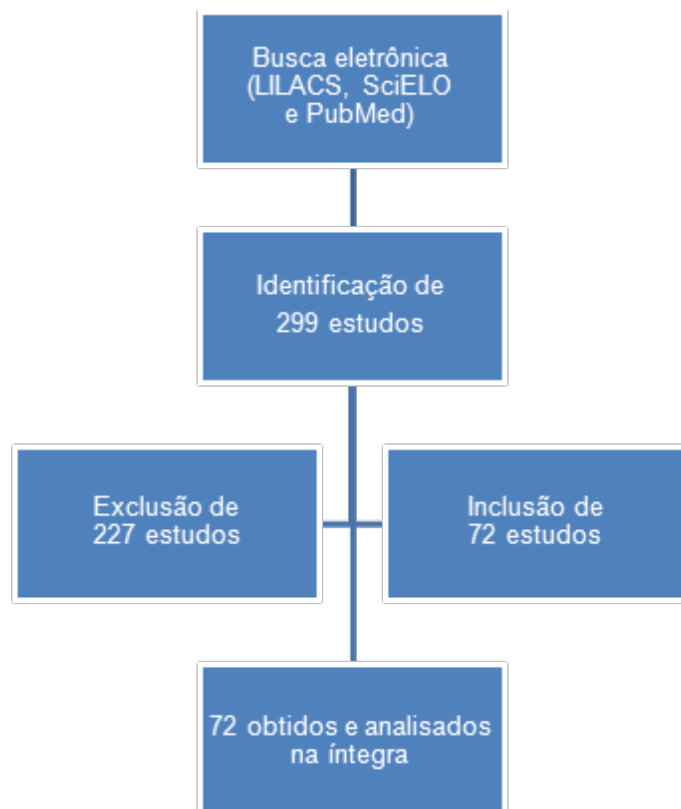 Busca eletrônica
(LILACS, SciELO
e PubMed)
Identificação de
299 estudos
Exclusão de
227 estudos
Inclusão de
72 estudos
72 obtidos e analisados
na íntegra